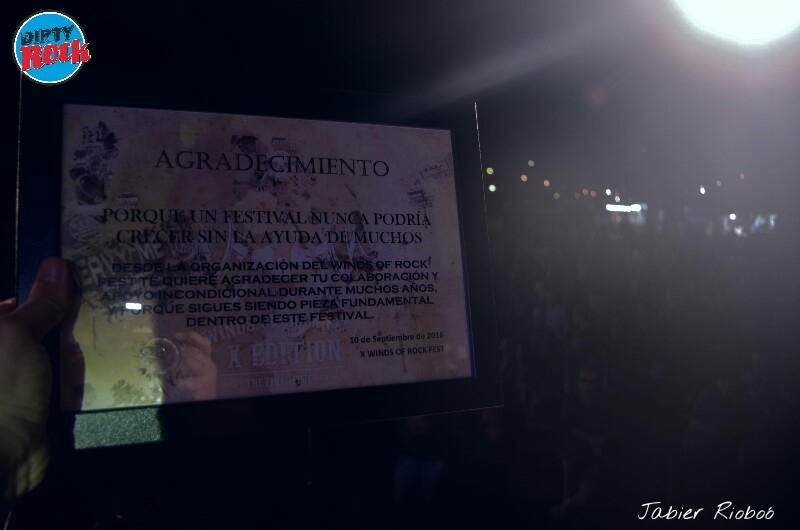 DIRTY
ROCK
AGRADECIMIENTO
PORQUE UN FESTIVAL NUNCA PODRÍA
CRECER SIN LA AYUDA DE MUCHOS
DESDE LA ORGANIZACIÓN DEL WINDS OF ROCK
FEST TE QUIERE AGRADECER TU COLABORACIÓN Y
APOYO INCONDICIONAL DURANTE MUCHOS AÑOS,
Y PORQUE SIGUES SIENDO PIEZA FUNDAMENTAL
DENTRO DE ESTE FESTIVAL.
10 de Septiembre de 2016
X WINDS OF ROCK FEST
WINDS
X EDITION
Jabier Rioboó